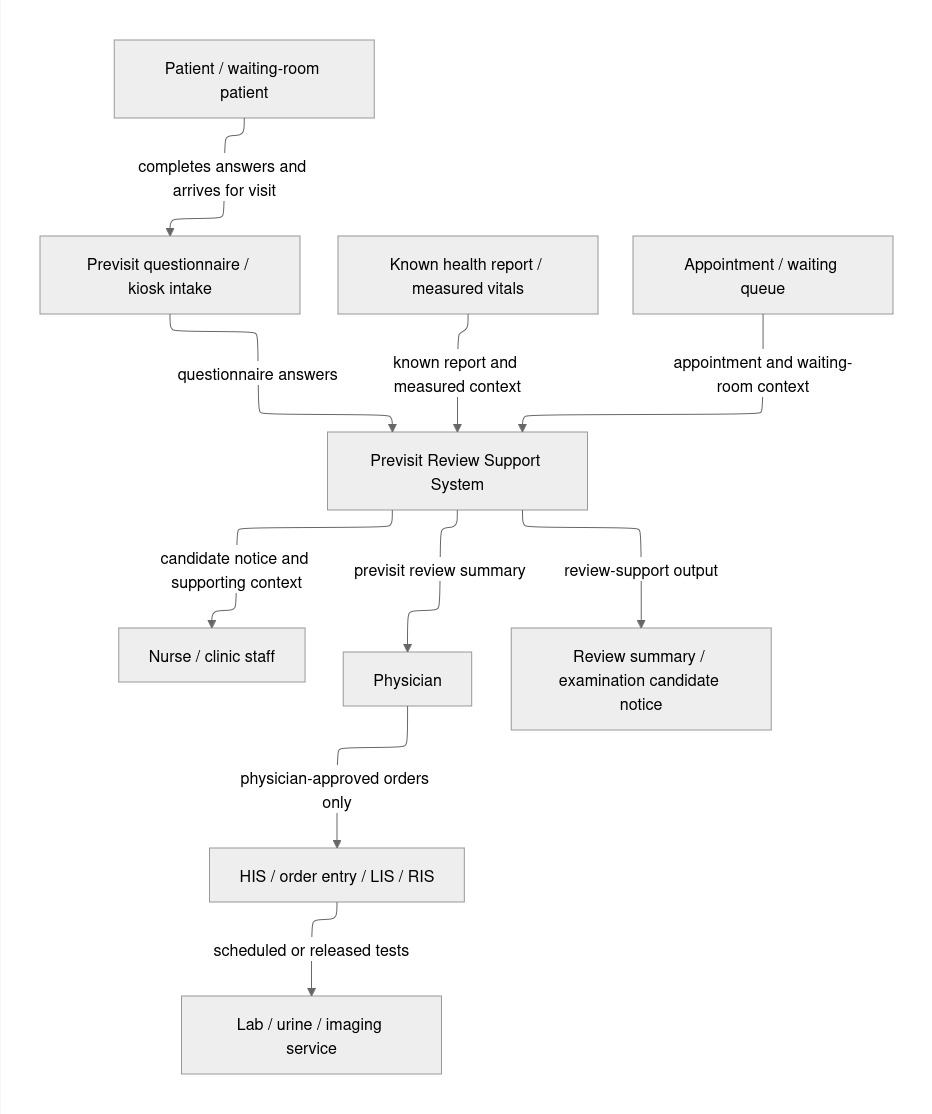 Patient / waiting-room
patient
completes answers and
arrives for visit
Previsit questionnaire /
kiosk intake
Known health report /
measured vitals
Appointment / waiting
queue
questionnaire answers
known report and
measured context
appointment and waiting-
room context
Previsit Review Support
System
candidate notice and
supporting context
previsit review summary
review-support output
Nurse / clinic staff
Physician
Review summary /
examination candidate
notice
physician-approved orders
only
HIS / order entry / LIS / RIS
scheduled or released tests
Lab / urine / imaging
service